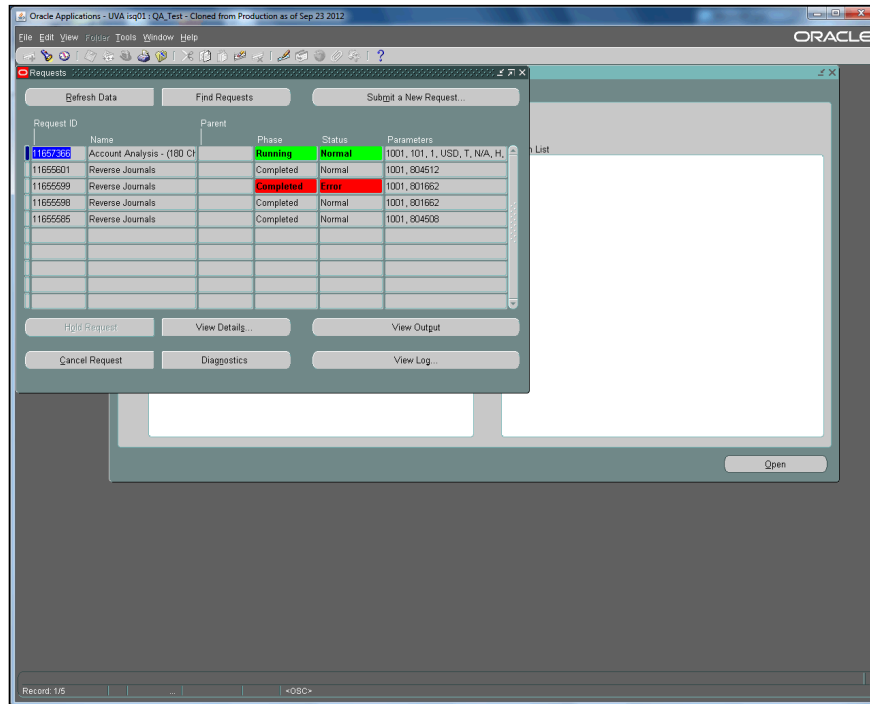 Oracle Applications - UVA isq01 : QA_Test - Cloned from Production as of Sep 23 2012
File Edit View Folder Tools Window Help
ORACLE
Requests
Refresh Data Find Requests Submit a New Request...
Request ID Parent
Name Phase Status Parameters
11657366 Account Analysis - (180 Ch Running Normal 1001, 101, 1, USD, T, N/A, H,
11655601 Reverse Journals Completed Normal 1001, 804512
11655599 Reverse Journals Completed Error 1001, 801662
11655598 Reverse Journals Completed Normal 1001, 801662
11655585 Reverse Journals Completed Normal 1001, 804508
List
Hold Request View Details... View Output
Cancel Request Diagnostics View Log...
Open
Record: 1/5 ... <OSC>